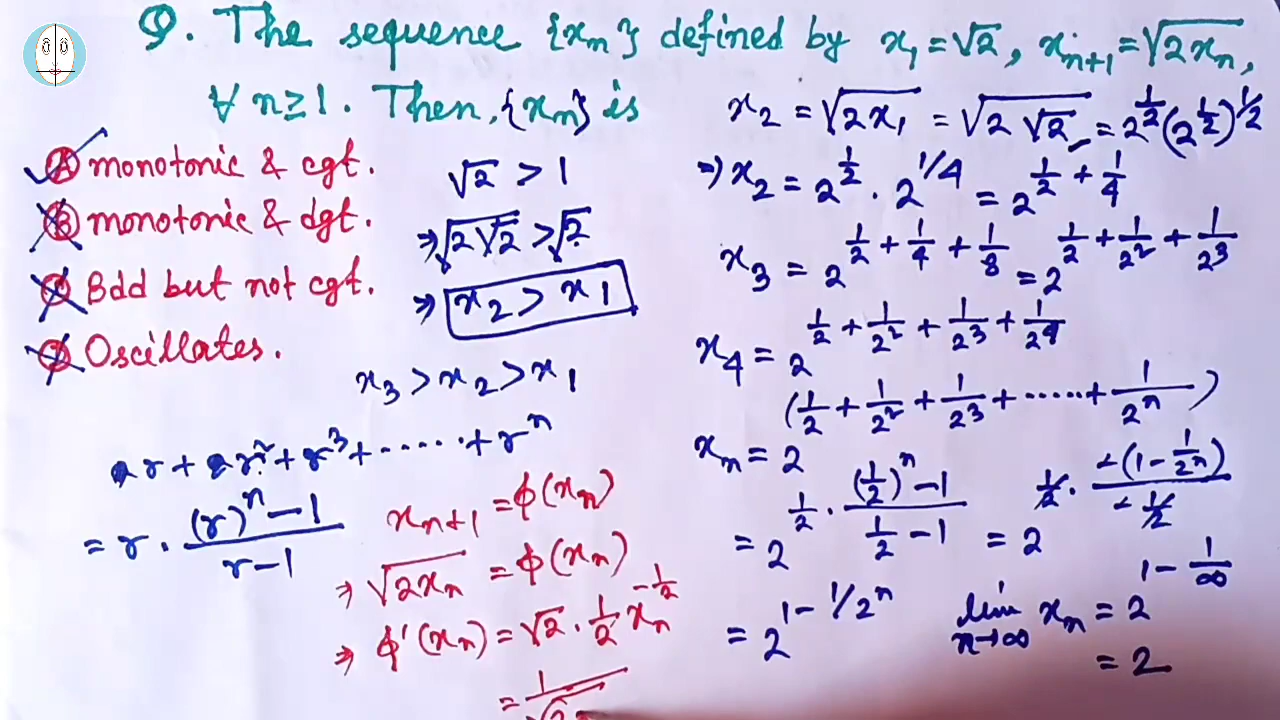 Q. The sequence {xₙ} defined by x₁ = √2, xₙ₊₁ = √(2xₙ),
∀ n ≥ 1. Then, {xₙ} is
(A) monotonic & cgt.
(B) monotonic & dgt.
(C) Bdd but not cgt.
(D) Oscillates.
√2 > 1
⇒ √(2√2) > √2
⇒ x₂ > x₁
x₃ > x₂ > x₁
r + r² + r³ + ...... + rⁿ
= r · ((r)ⁿ - 1)/(r - 1)
xₙ₊₁ = φ(xₙ)
⇒ √(2xₙ) = φ(xₙ)
⇒ φ'(xₙ) = √2 · 1/2 xₙ^(-1/2)
= 1/√2
x₂ = √(2x₁) = √(2√2) = 2^(1/2) (2^(1/2))^(1/2)
⇒ x₂ = 2^(1/2) · 2^(1/4) = 2^(1/2 + 1/4)
x₃ = 2^(1/2 + 1/4 + 1/8) = 2^(1/2 + 1/2² + 1/2³)
x₄ = 2^(1/2 + 1/2² + 1/2³ + 1/2⁴)
xₙ = 2^(1/2 + 1/2² + 1/2³ + ...... + 1/2ⁿ)
= 2^(1/2 · ((1/2)ⁿ - 1)/(1/2 - 1)) = 2^(1/2 · -(1 - 1/2ⁿ)/(-1/2))
= 2^(1 - 1/2ⁿ)
lim n→∞ xₙ = 2^(1 - 1/∞)
= 2